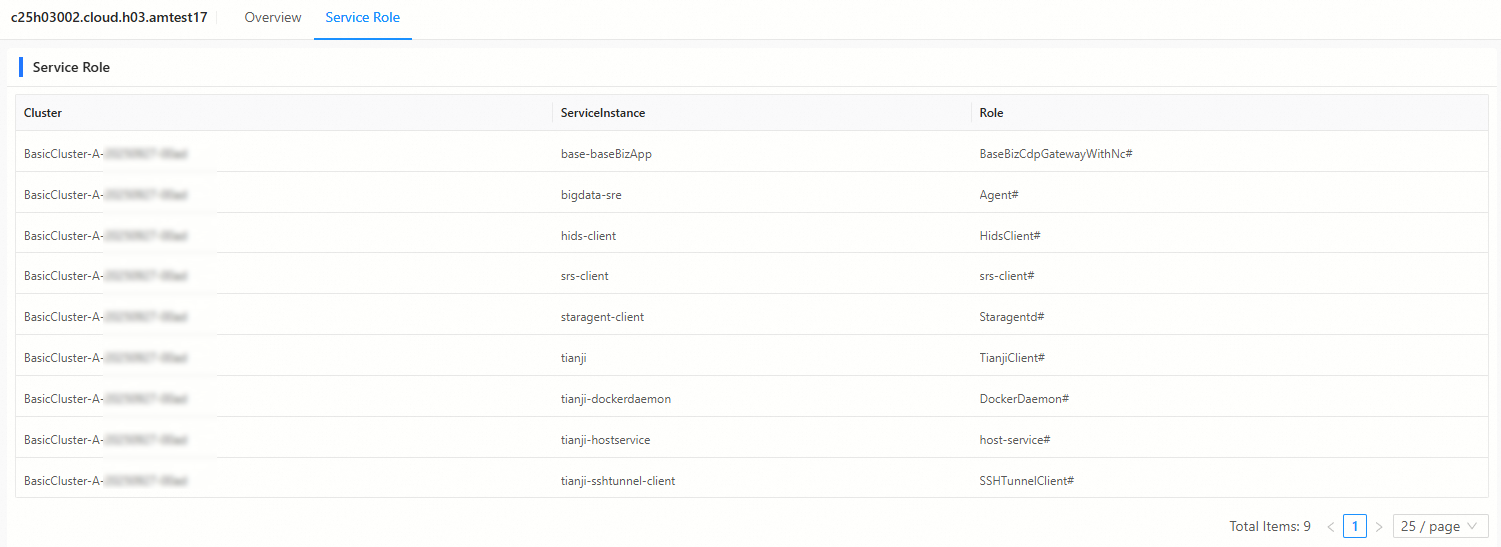 c25h03002.cloud.h03.amtest17 Overview Service Role
Service Role
Cluster ServiceInstance Role
BasicCluster-A- base-baseBizApp BaseBizCdpGatewayWithNc#
BasicCluster-A- bigdata-sre Agent#
BasicCluster-A- hids-client HidsClient#
BasicCluster-A- srs-client srs-client#
BasicCluster-A- staragent-client Staragentd#
BasicCluster-A- tianji TianjiClient#
BasicCluster-A- tianji-dockerdaemon DockerDaemon#
BasicCluster-A- tianji-hostservice host-service#
BasicCluster-A- tianji-sshtunnel-client SSHTunnelClient#
Total Items: 9 < 1 > 25 / page